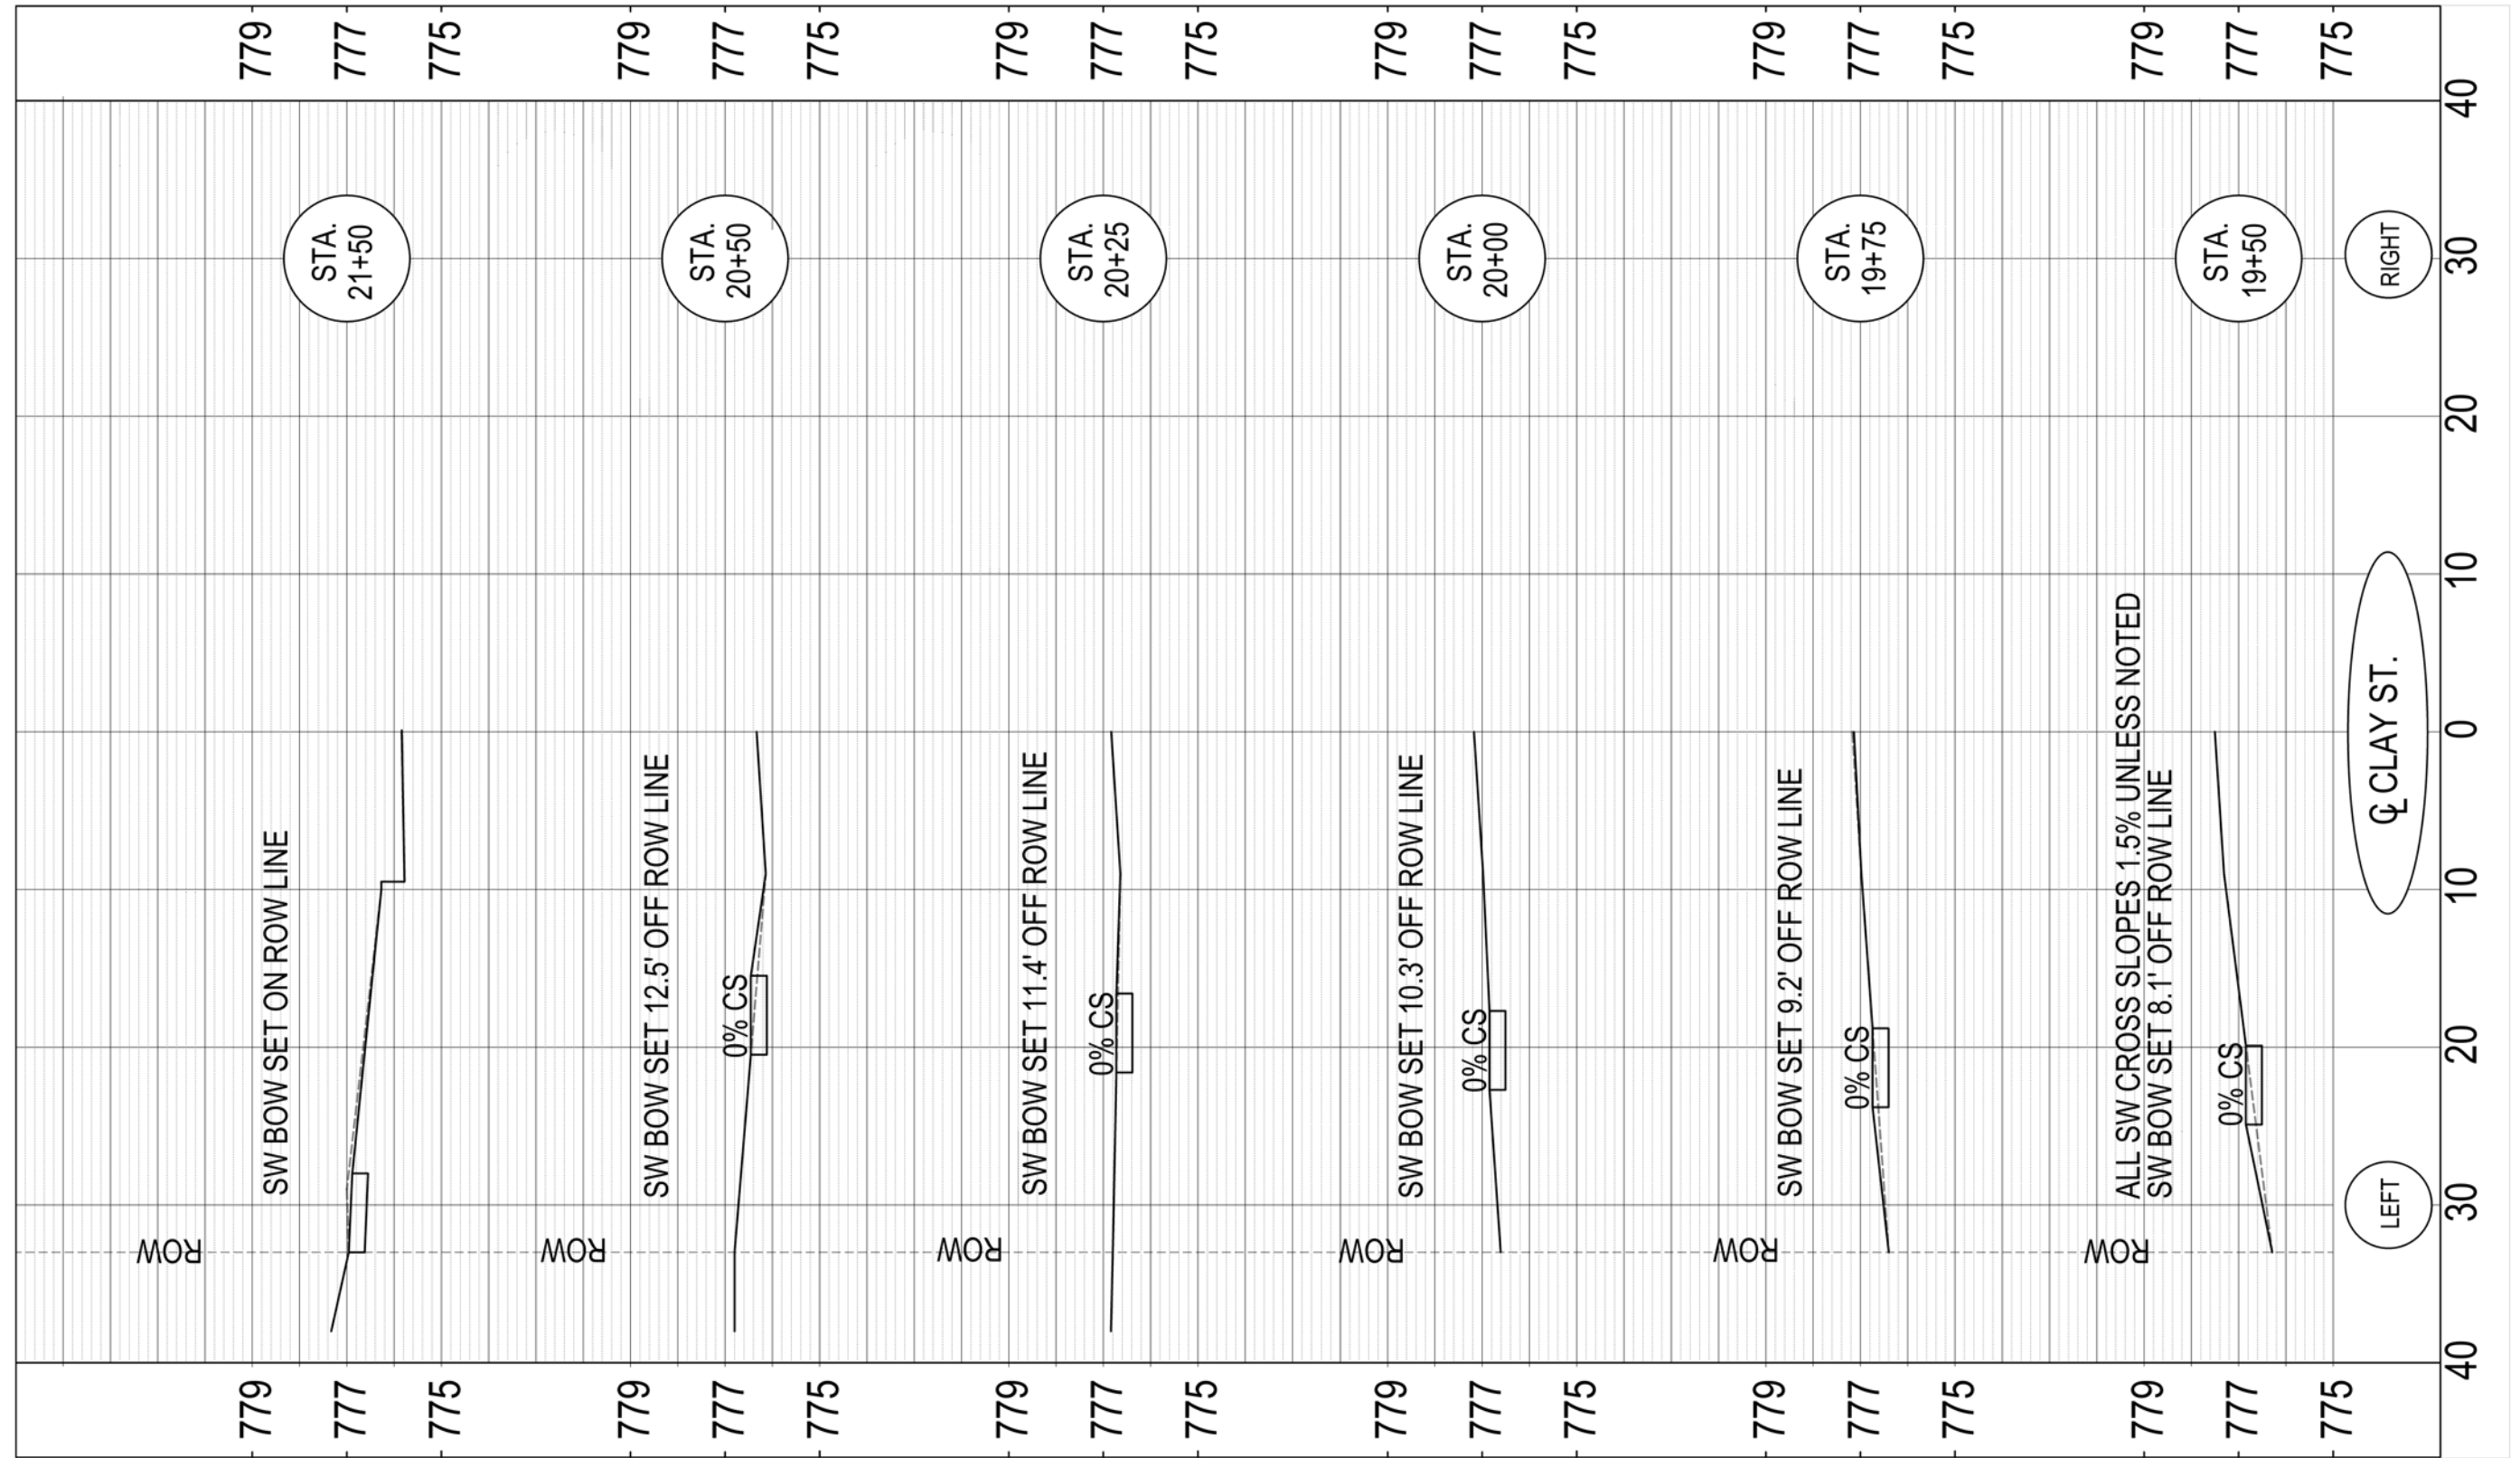 ROW
779 779
SW BOW SET ON ROW LINE
STA.
21+50
777 777
775 775
ROW
779 779
SW BOW SET 12.5' OFF ROW LINE
STA.
20+50
777 777
0% CS
775 775
ROW
779 779
SW BOW SET 11.4' OFF ROW LINE
STA.
20+25
777 777
0% CS
775 775
ROW
779 779
SW BOW SET 10.3' OFF ROW LINE
STA.
20+00
777 777
0% CS
775 775
ROW
779 779
SW BOW SET 9.2' OFF ROW LINE
STA.
19+75
777 777
0% CS
775 775
ROW
ALL SW CROSS SLOPES 1.5% UNLESS NOTED
779 779
SW BOW SET 8.1' OFF ROW LINE
STA.
19+50
777 777
0% CS
775 775
LEFT
℄ CLAY ST.
RIGHT
40 30 20 10 0 10 20 30 40